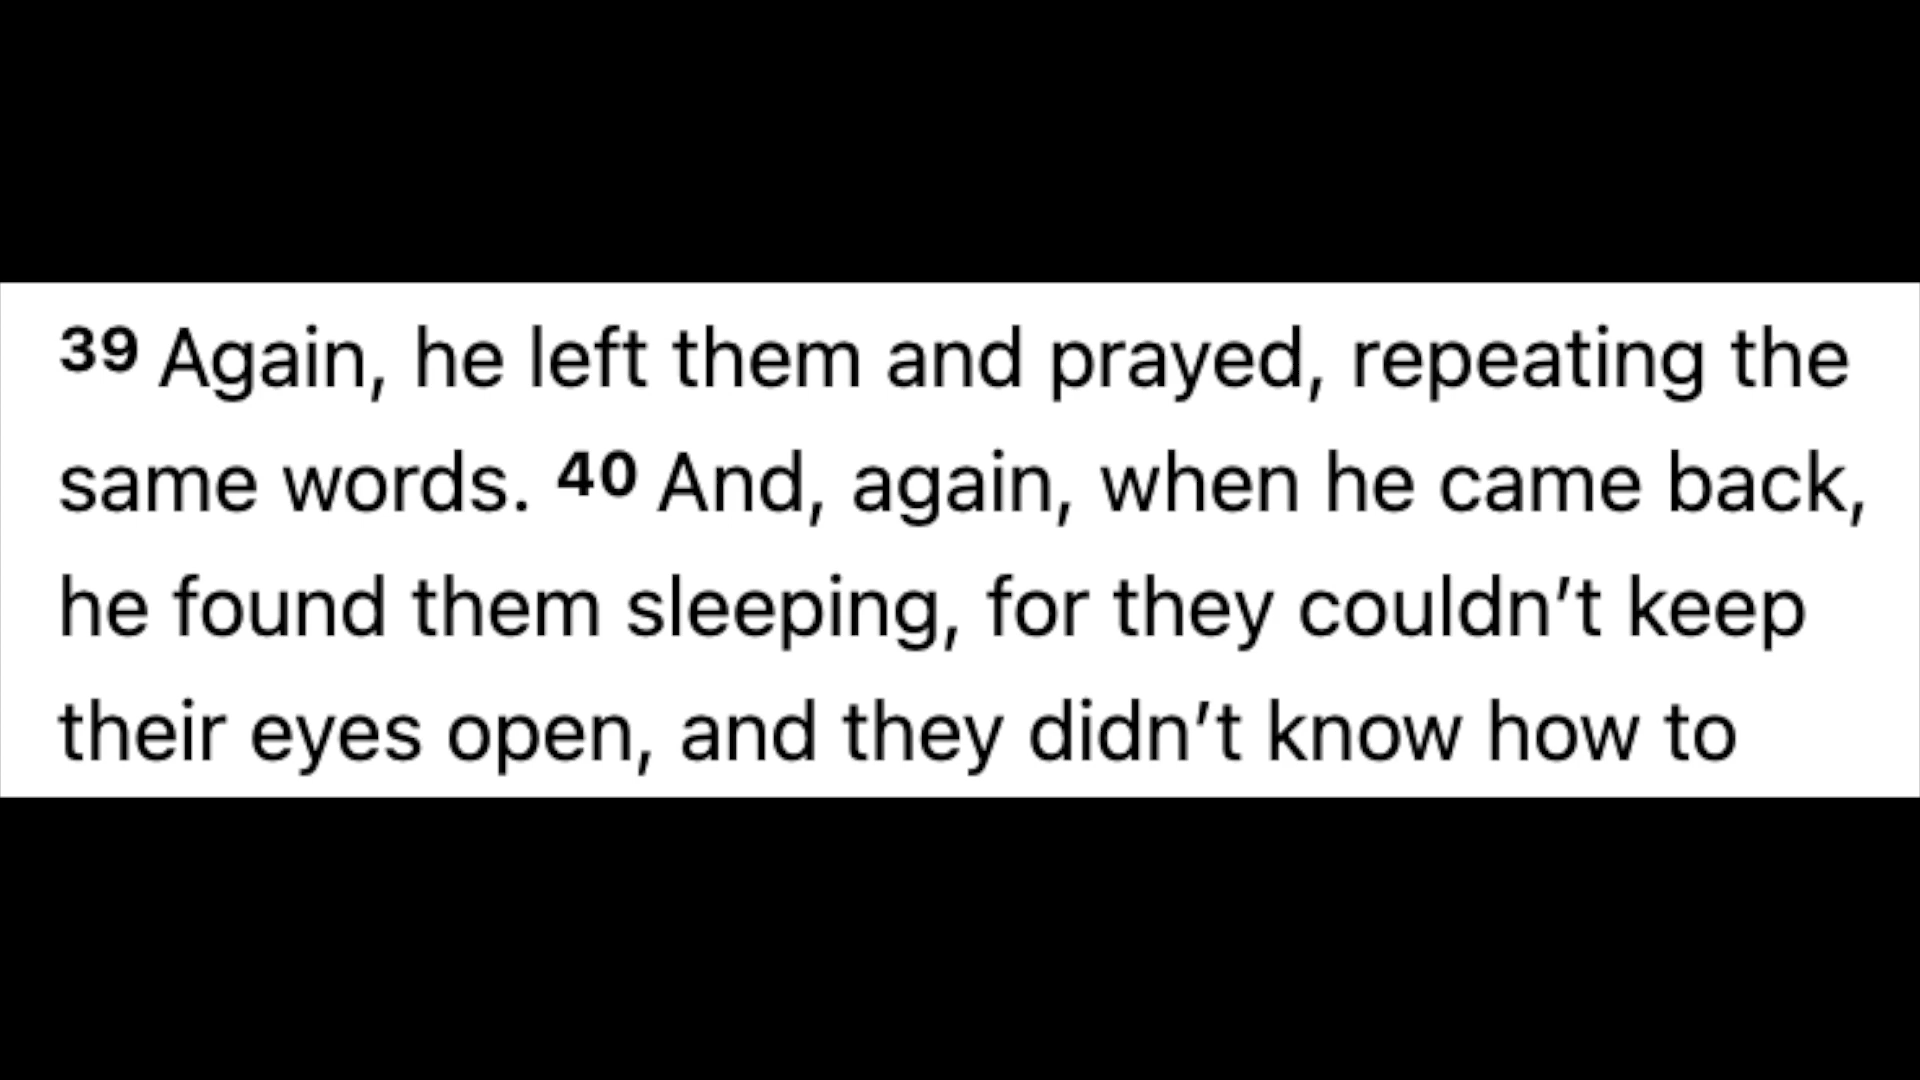 39 Again, he left them and prayed, repeating the
same words. 40 And, again, when he came back,
he found them sleeping, for they couldn’t keep
their eyes open, and they didn’t know how to